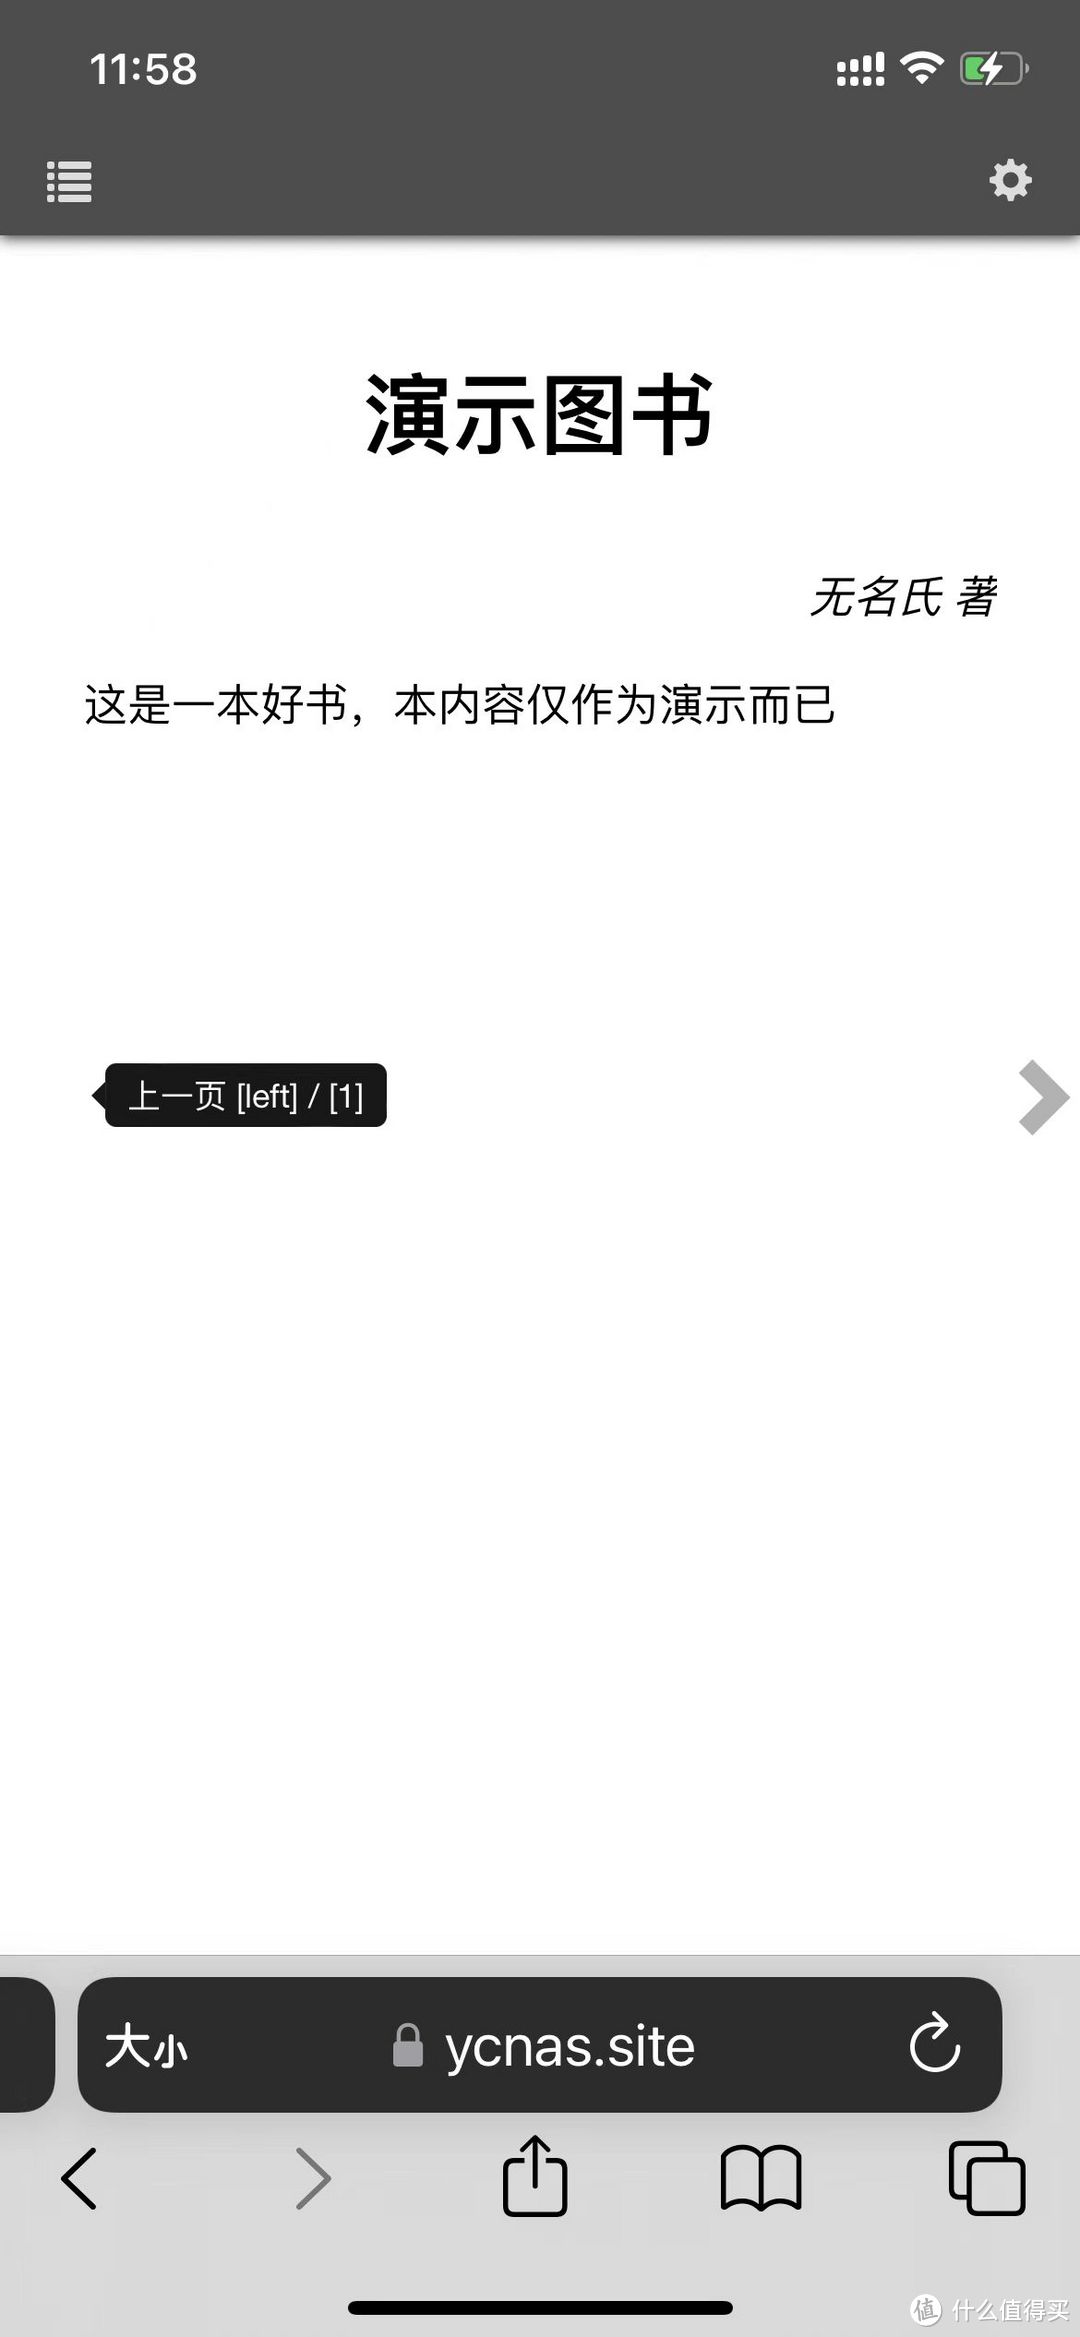 11:58
演示图书
无名氏 著
这是一本好书，本内容仅作为演示而已
上一页 [left] / [1]
大小 ycnas.site
值 什么值得买